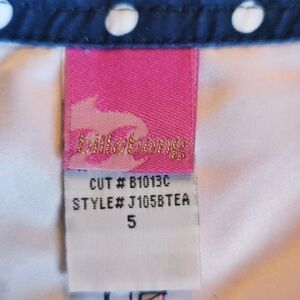 billabong
CUT # B1013C
STYLE# J105BTEA
5